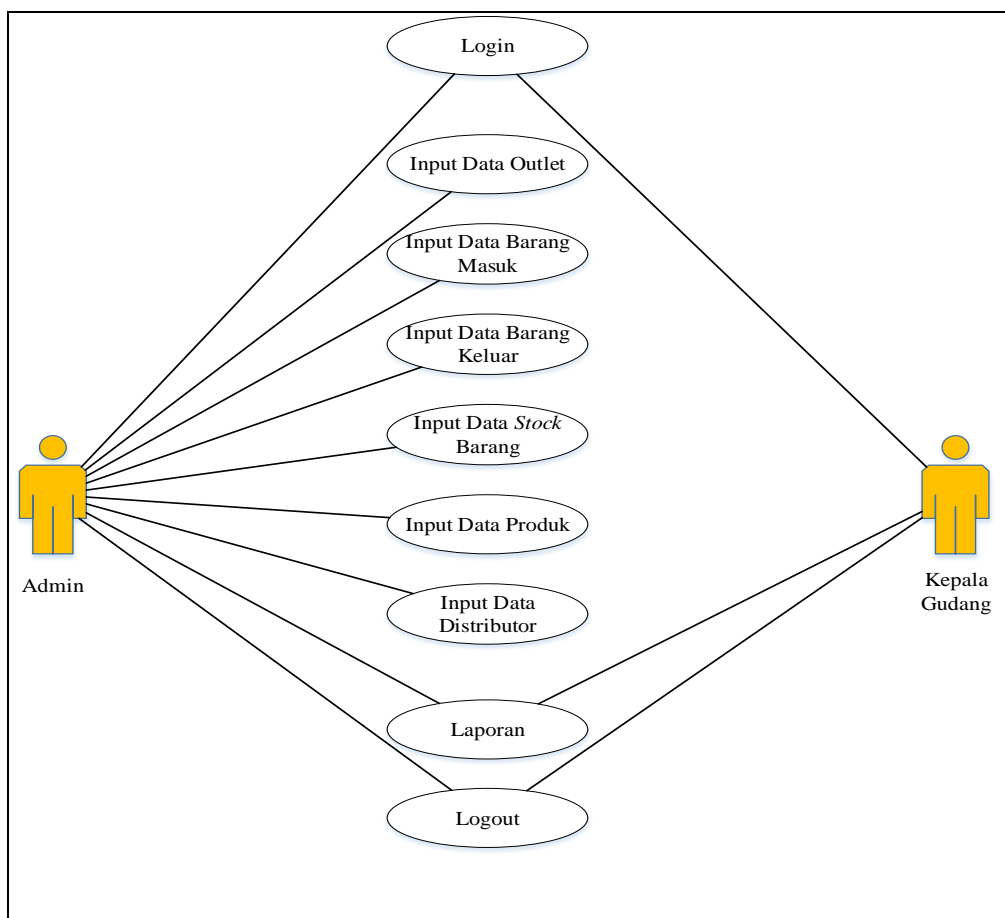 Login
Input Data Outlet
Input Data Barang
Masuk
Input Data Barang
Keluar
Input Data Stock
Barang
Input Data Produk
Input Data
Distributor
Laporan
Logout
Admin
Kepala
Gudang